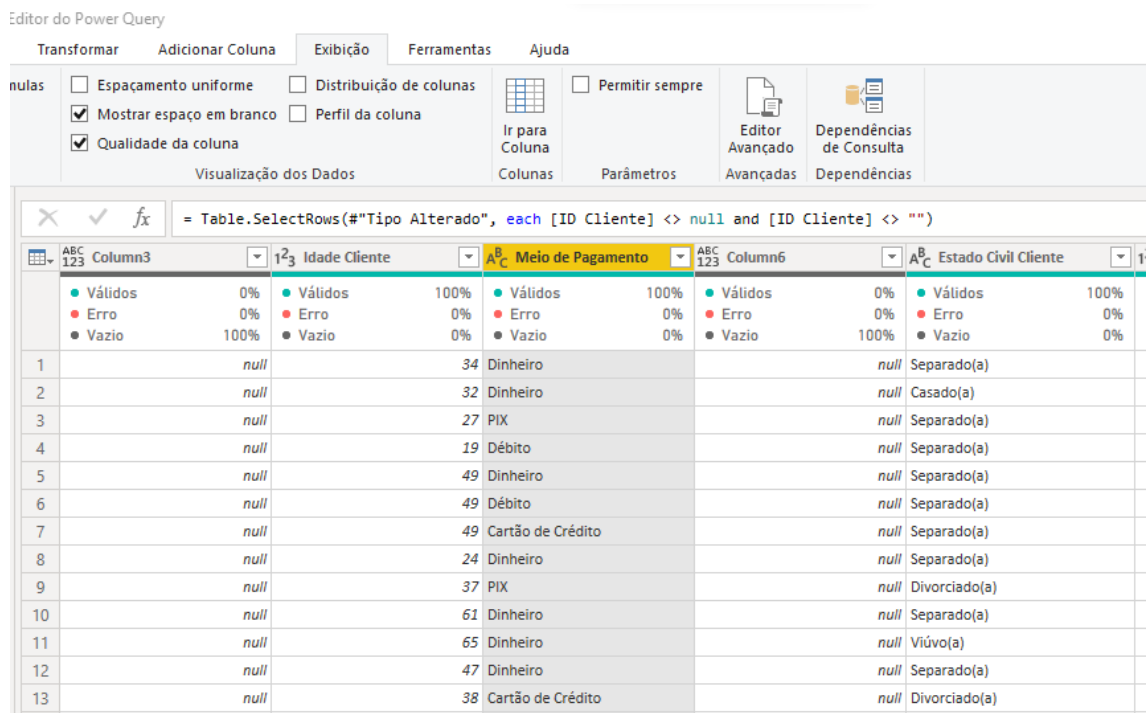 Editor do Power Query
Transformar Adicionar Coluna Exibição Ferramentas Ajuda
Espaçamento uniforme Distribuição de colunas Permitir sempre
Mostrar espaço em branco Perfil da coluna
Qualidade da coluna
Ir para Coluna
Editor Avançado
Dependências de Consulta
Visualização dos Dados Colunas Parâmetros Avançadas Dependências
fx = Table.SelectRows(#"Tipo Alterado", each [ID Cliente] <> null and [ID Cliente] <> "")
ABC 123 Column3 1 2 3 Idade Cliente A B C Meio de Pagamento ABC 123 Column6 A B C Estado Civil Cliente
Válidos 0% Válidos 100% Válidos 100% Válidos 0% Válidos 100%
Erro 0% Erro 0% Erro 0% Erro 0% Erro 0%
Vazio 100% Vazio 0% Vazio 0% Vazio 100% Vazio 0%
1 null 34 Dinheiro null Separado(a)
2 null 32 Dinheiro null Casado(a)
3 null 27 PIX null Separado(a)
4 null 19 Débito null Separado(a)
5 null 49 Dinheiro null Separado(a)
6 null 49 Débito null Separado(a)
7 null 49 Cartão de Crédito null Separado(a)
8 null 24 Dinheiro null Separado(a)
9 null 37 PIX null Divorciado(a)
10 null 61 Dinheiro null Separado(a)
11 null 65 Dinheiro null Viúvo(a)
12 null 47 Dinheiro null Separado(a)
13 null 38 Cartão de Crédito null Divorciado(a)